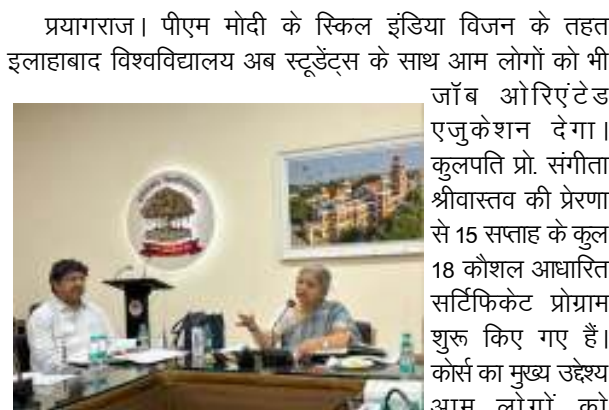 प्रयागराज। पीएम मोदी के स्किल इंडिया विजन के तहत
इलाहाबाद विश्वविद्यालय अब स्टूडेंट्स के साथ आम लोगों को भी
जॉब ओरिएंटेड
एजुकेशन देगा।
कुलपति प्रो. संगीता
श्रीवास्तव की प्रेरणा
से 15 सप्ताह के कुल
18 कौशल आधारित
सर्टिफिकेट प्रोग्राम
शुरू किए गए हैं।
कोर्स का मुख्य उद्देश्य
आम लोगों को